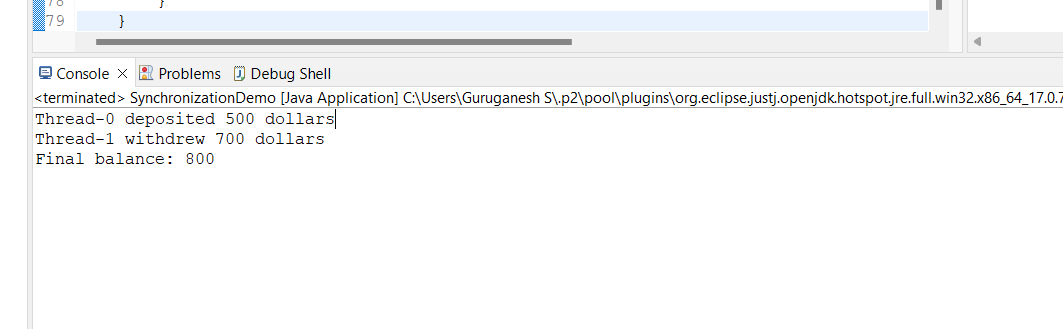 78 }
79 }
Console Problems Debug Shell
<terminated> SynchronizationDemo [Java Application] C:\Users\Guruganesh S\.p2\pool\plugins\org.eclipse.justj.openjdk.hotspot.jre.full.win32.x86_64_17.0.7
Thread-0 deposited 500 dollars
Thread-1 withdrew 700 dollars
Final balance: 800